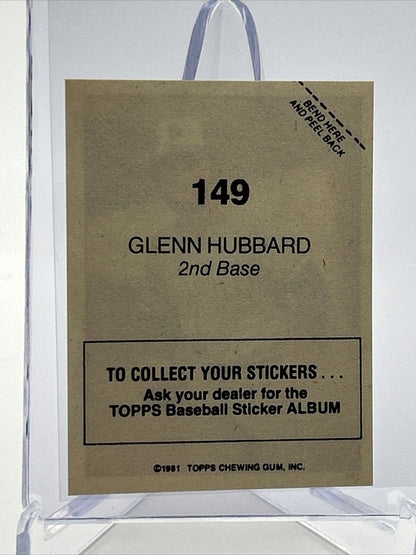 BEND HERE
AND PEEL BACK
149
GLENN HUBBARD
2nd Base
TO COLLECT YOUR STICKERS . . .
Ask your dealer for the
TOPPS Baseball Sticker ALBUM
©1981 TOPPS CHEWING GUM, INC.